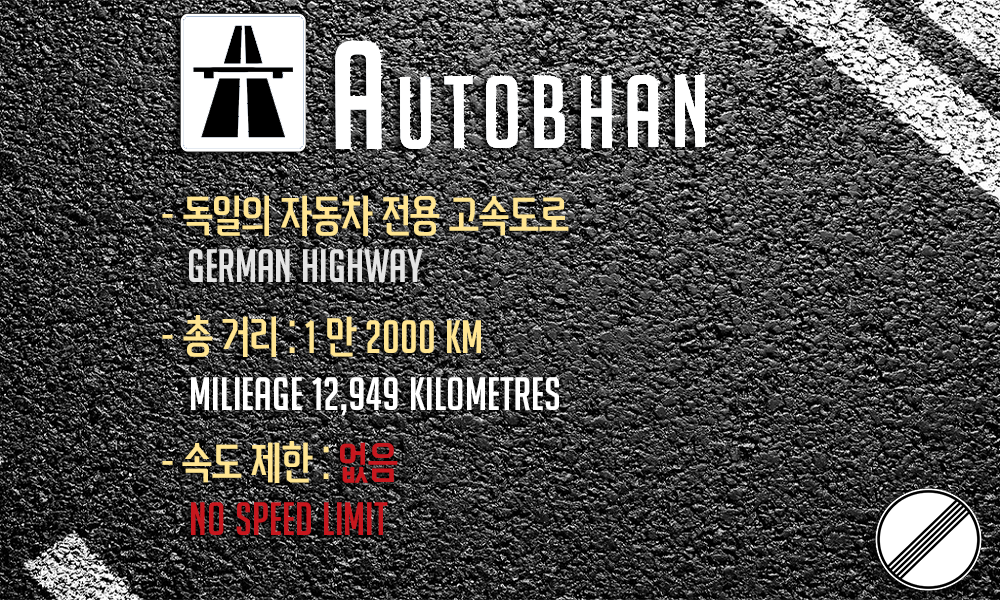 AUTOBHAN
- 독일의 자동차 전용 고속도로
GERMAN HIGHWAY
- 총 거리 : 1 만 2000 KM
MILIEAGE 12,949 KILOMETRES
- 속도 제한 : 없음
NO SPEED LIMIT